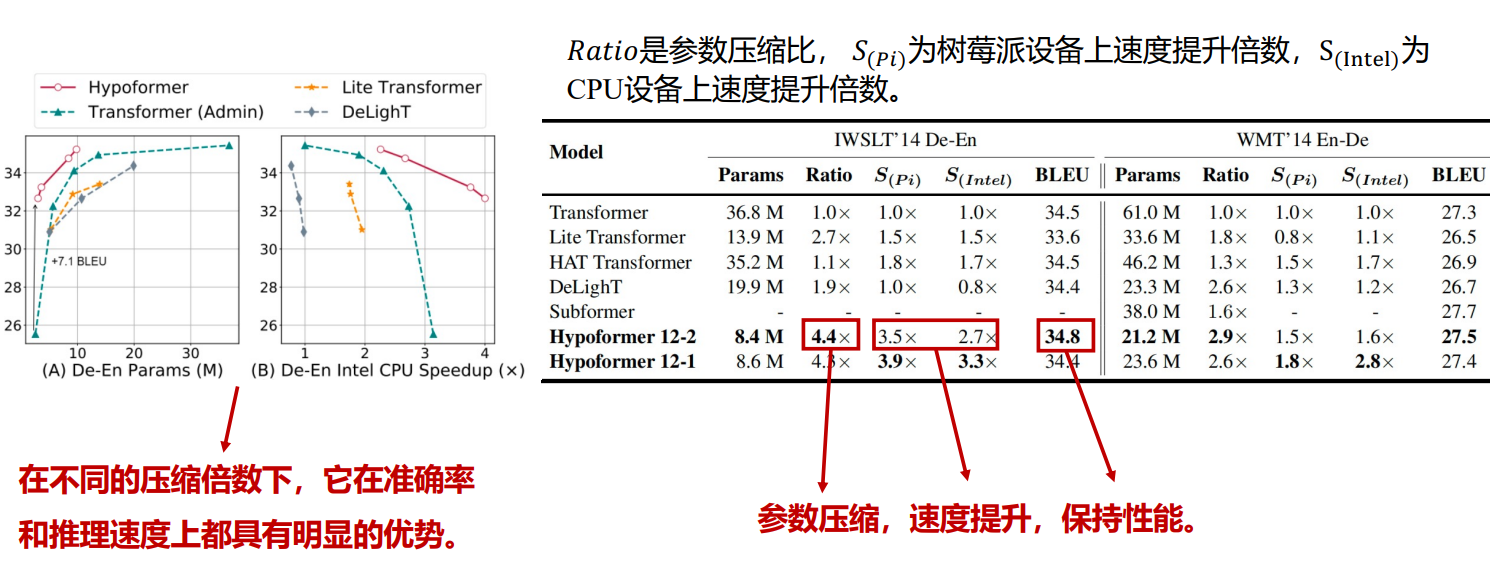 Ratio是参数压缩比， S(Pi)为树莓派设备上速度提升倍数，S(Intel)为
CPU设备上速度提升倍数。
Hypoformer
Transformer (Admin)
Lite Transformer
DeLighT
34
32
30
28
26
+7.1 BLEU
10 20 30
(A) De-En Params (M)
34
32
30
28
26
1 2 3 4
(B) De-En Intel CPU Speedup (×)
Model IWSLT'14 De-En WMT'14 En-De
Params Ratio S(Pi) S(Intel) BLEU Params Ratio S(Pi) S(Intel) BLEU
Transformer 36.8 M 1.0× 1.0× 1.0× 34.5 61.0 M 1.0× 1.0× 1.0× 27.3
Lite Transformer 13.9 M 2.7× 1.5× 1.5× 33.6 33.6 M 1.8× 0.8× 1.1× 26.5
HAT Transformer 35.2 M 1.1× 1.8× 1.7× 34.5 46.2 M 1.3× 1.5× 1.7× 26.9
DeLighT 19.9 M 1.9× 1.0× 0.8× 34.4 23.3 M 2.6× 1.3× 1.2× 26.7
Subformer - - - - - 38.0 M 1.6× - - 27.7
Hypoformer 12-2 8.4 M 4.4× 3.5× 2.7× 34.8 21.2 M 2.9× 1.5× 1.6× 27.5
Hypoformer 12-1 8.6 M 4.3× 3.9× 3.3× 34.4 23.6 M 2.6× 1.8× 2.8× 27.4
在不同的压缩倍数下，它在准确率
和推理速度上都具有明显的优势。
参数压缩，速度提升，保持性能。